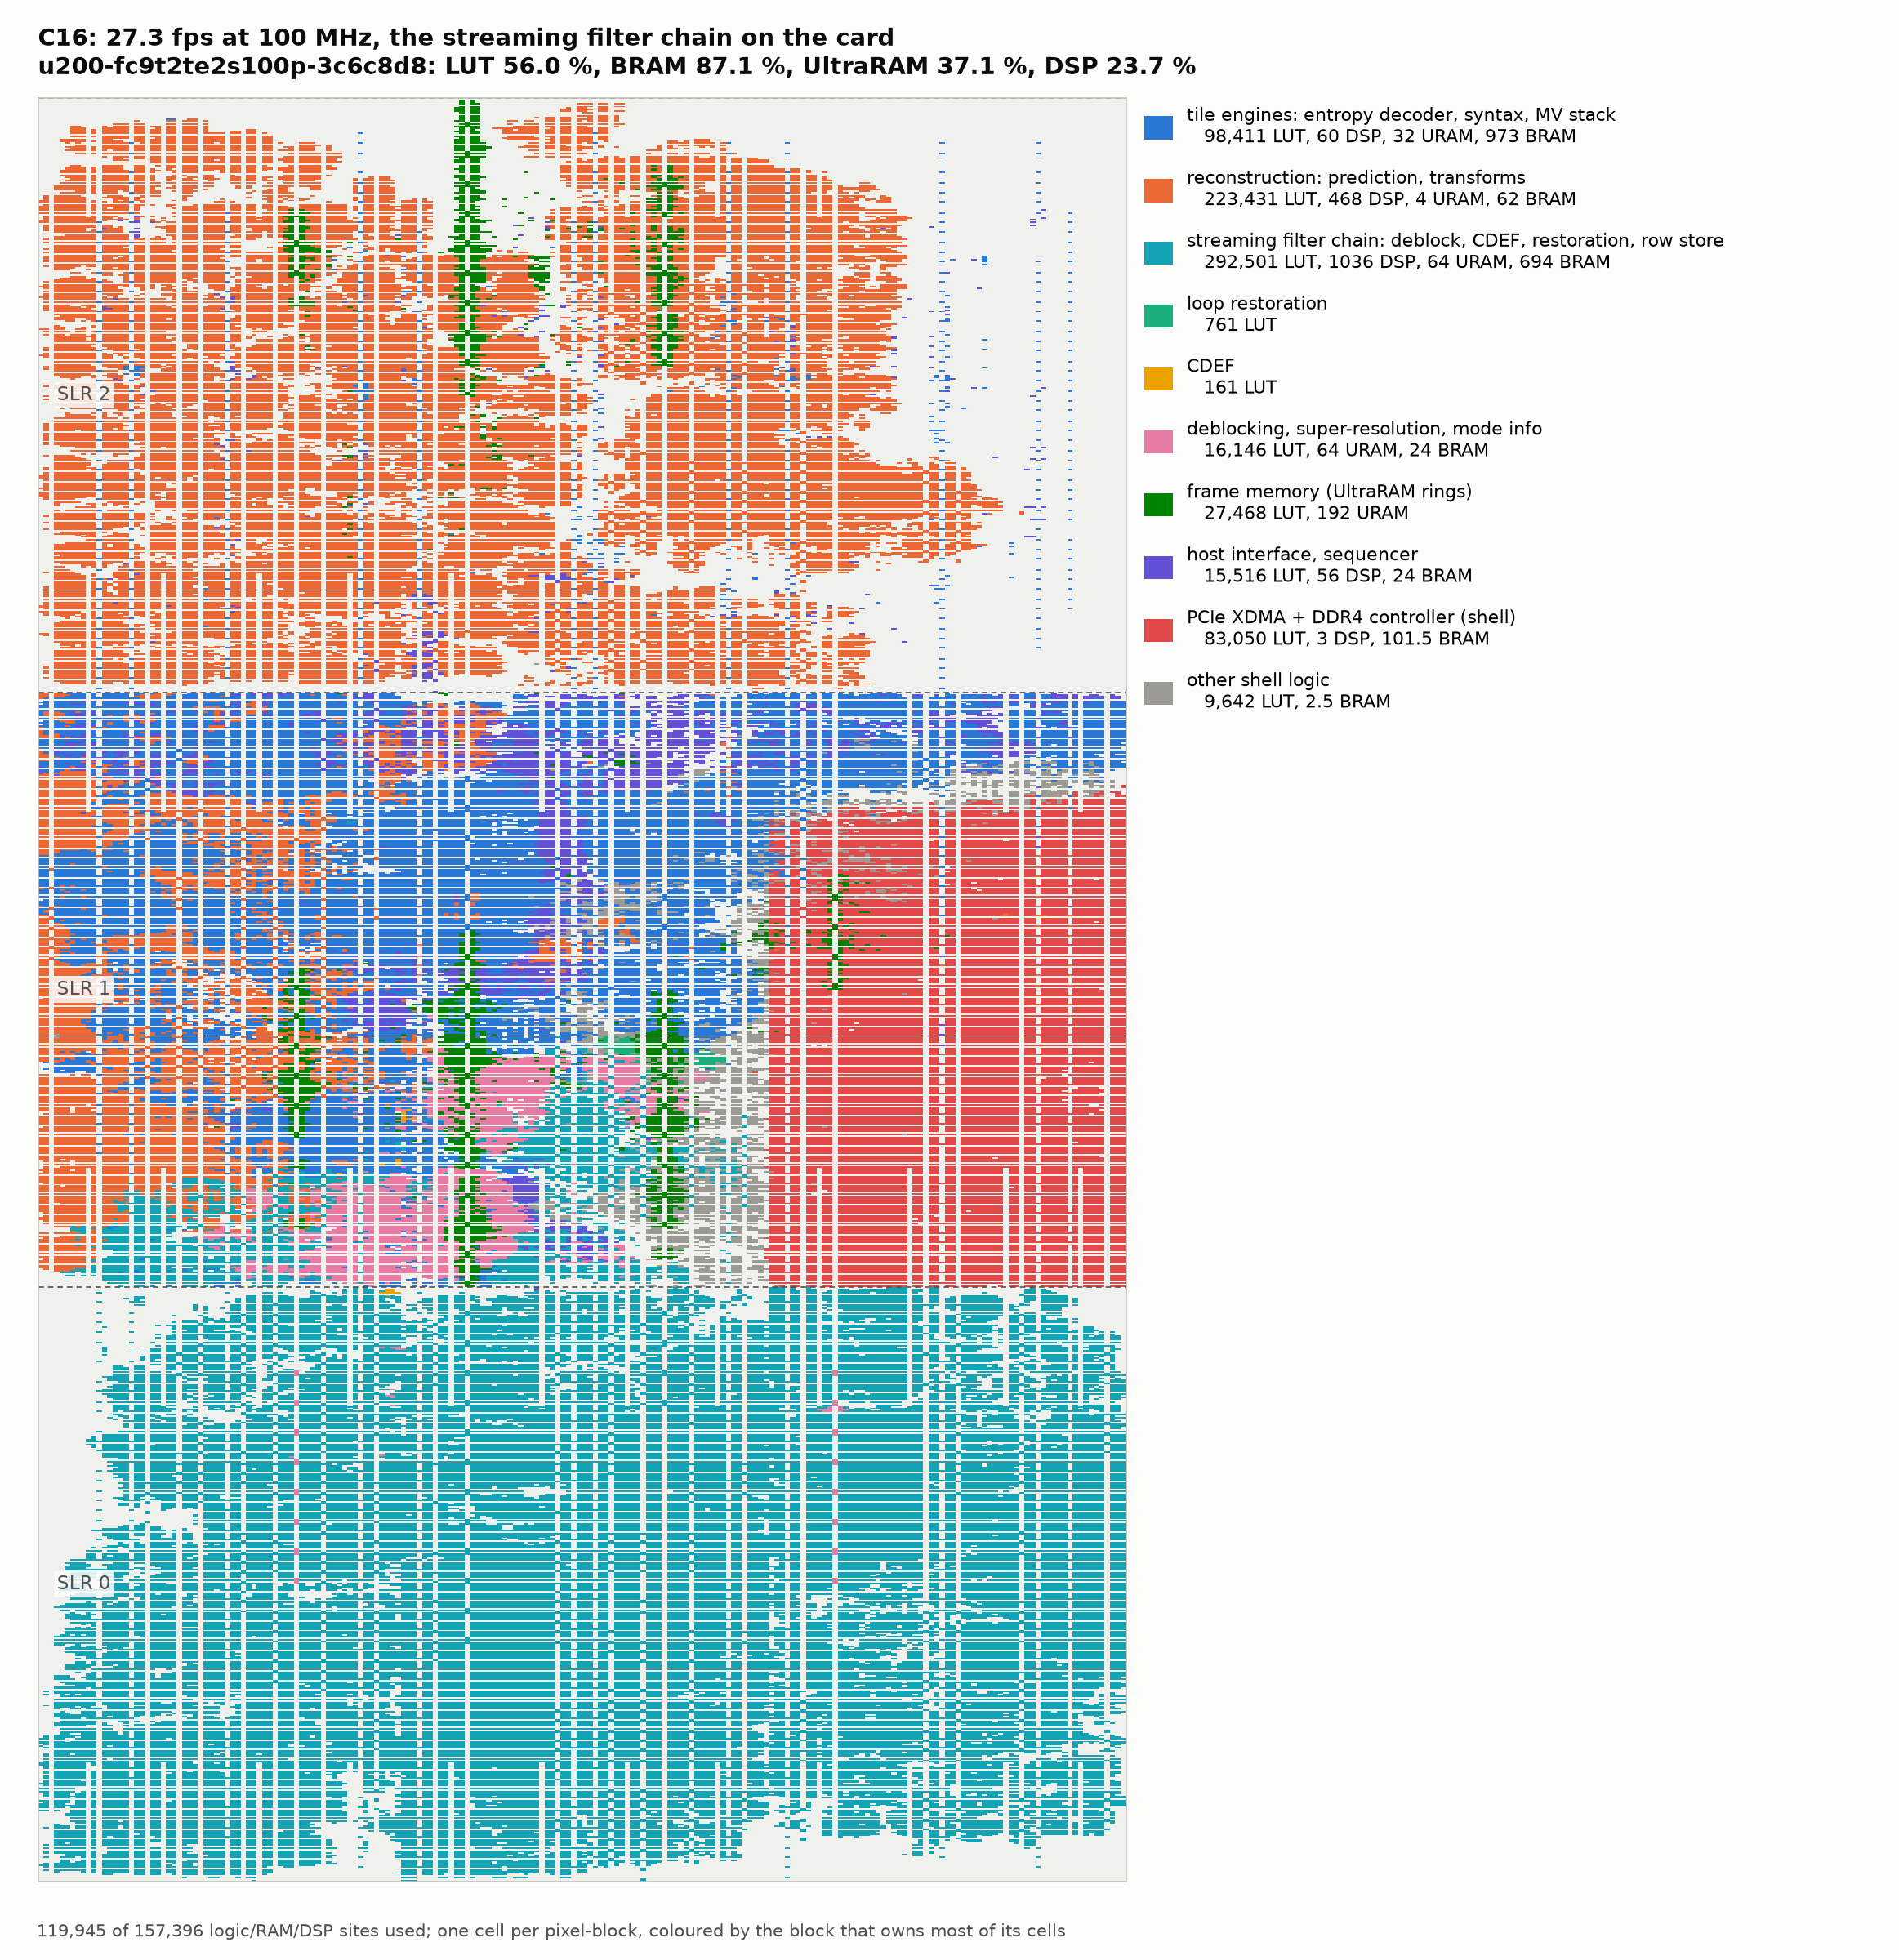 C16: 27.3 fps at 100 MHz, the streaming filter chain on the card
u200-fc9t2te2s100p-3c6c8d8: LUT 56.0 %, BRAM 87.1 %, UltraRAM 37.1 %, DSP 23.7 %
tile engines: entropy decoder, syntax, MV stack
98,411 LUT, 60 DSP, 32 URAM, 973 BRAM
reconstruction: prediction, transforms
223,431 LUT, 468 DSP, 4 URAM, 62 BRAM
streaming filter chain: deblock, CDEF, restoration, row store
292,501 LUT, 1036 DSP, 64 URAM, 694 BRAM
loop restoration
761 LUT
CDEF
161 LUT
deblocking, super-resolution, mode info
16,146 LUT, 64 URAM, 24 BRAM
frame memory (UltraRAM rings)
27,468 LUT, 192 URAM
host interface, sequencer
15,516 LUT, 56 DSP, 24 BRAM
PCIe XDMA + DDR4 controller (shell)
83,050 LUT, 3 DSP, 101.5 BRAM
other shell logic
9,642 LUT, 2.5 BRAM
SLR 2
SLR 1
SLR 0
119,945 of 157,396 logic/RAM/DSP sites used; one cell per pixel-block, coloured by the block that owns most of its cells